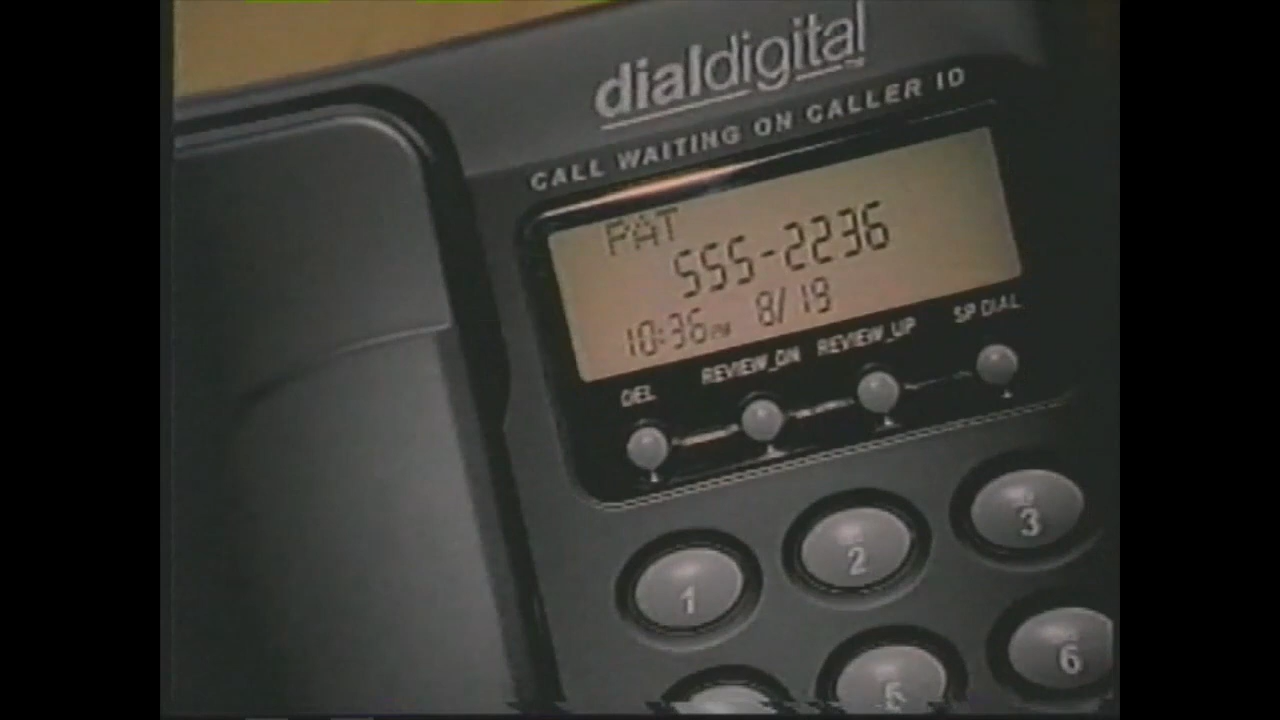 dialdigital™
CALL WAITING ON CALLER ID
PAT
555-2236
10:36PM 8/19
DEL REVIEW_DN REVIEW_UP SP DIAL
1 2 3
5 6